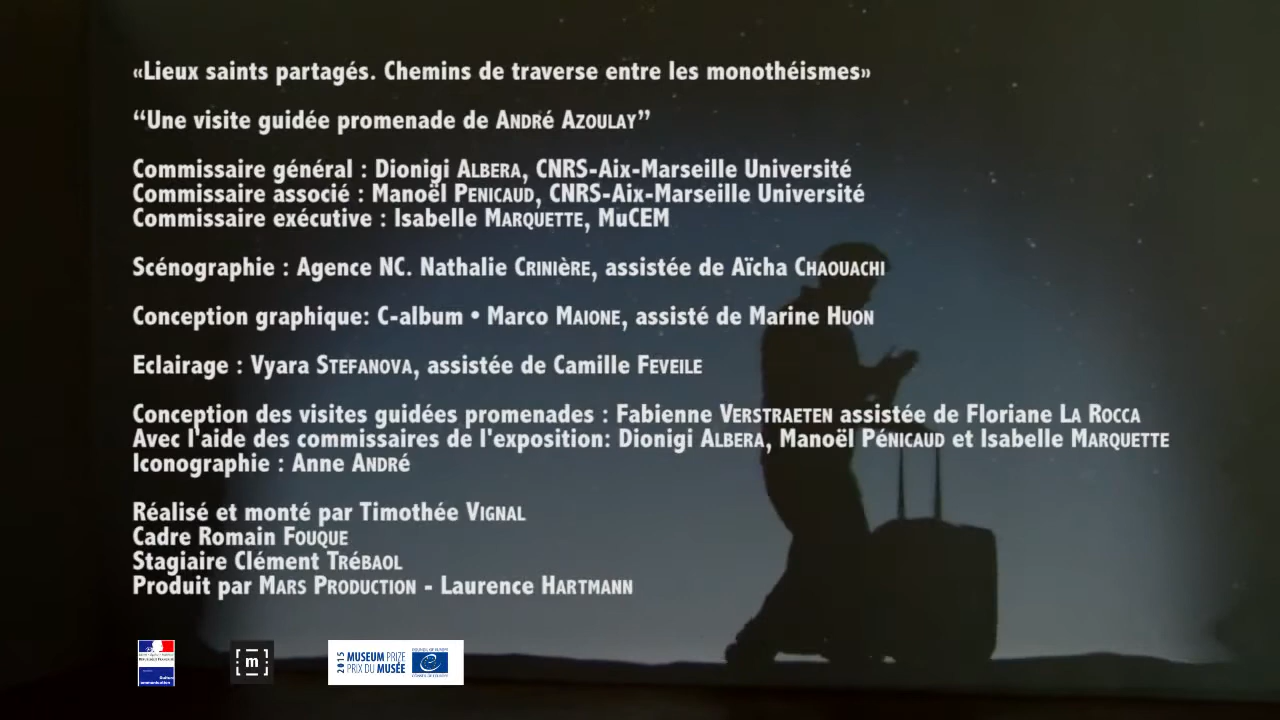 «Lieux saints partagés. Chemins de traverse entre les monothéismes»
“Une visite guidée promenade de ANDRé AZOULAY”
Commissaire général : Dionigi ALBERA, CNRS-Aix-Marseille Université
Commissaire associé : Manoël PENICAUD, CNRS-Aix-Marseille Université
Commissaire exécutive : Isabelle MARQUETTE, MuCEM
Scénographie : Agence NC. Nathalie CRINIÈRE, assistée de Aïcha CHAOUACHI
Conception graphique: C-album • Marco MAIONE, assisté de Marine HUON
Eclairage : Vyara STEFANOVA, assistée de Camille FEVEILE
Conception des visites guidées promenades : Fabienne VERSTRAETEN assistée de Floriane LA ROCCA
Avec l'aide des commissaires de l'exposition: Dionigi ALBERA, Manoël PÉNICAUD et Isabelle MARQUETTE
Iconographie : Anne ANDRé
Réalisé et monté par Timothée VIGNAL
Cadre Romain FOUQUE
Stagiaire Clément TRÉBAOL
Produit par MARS PRODUCTION - Laurence HARTMANN
[m]
2015
MUSEUM PRIZE
PRIX DU MUSÉE